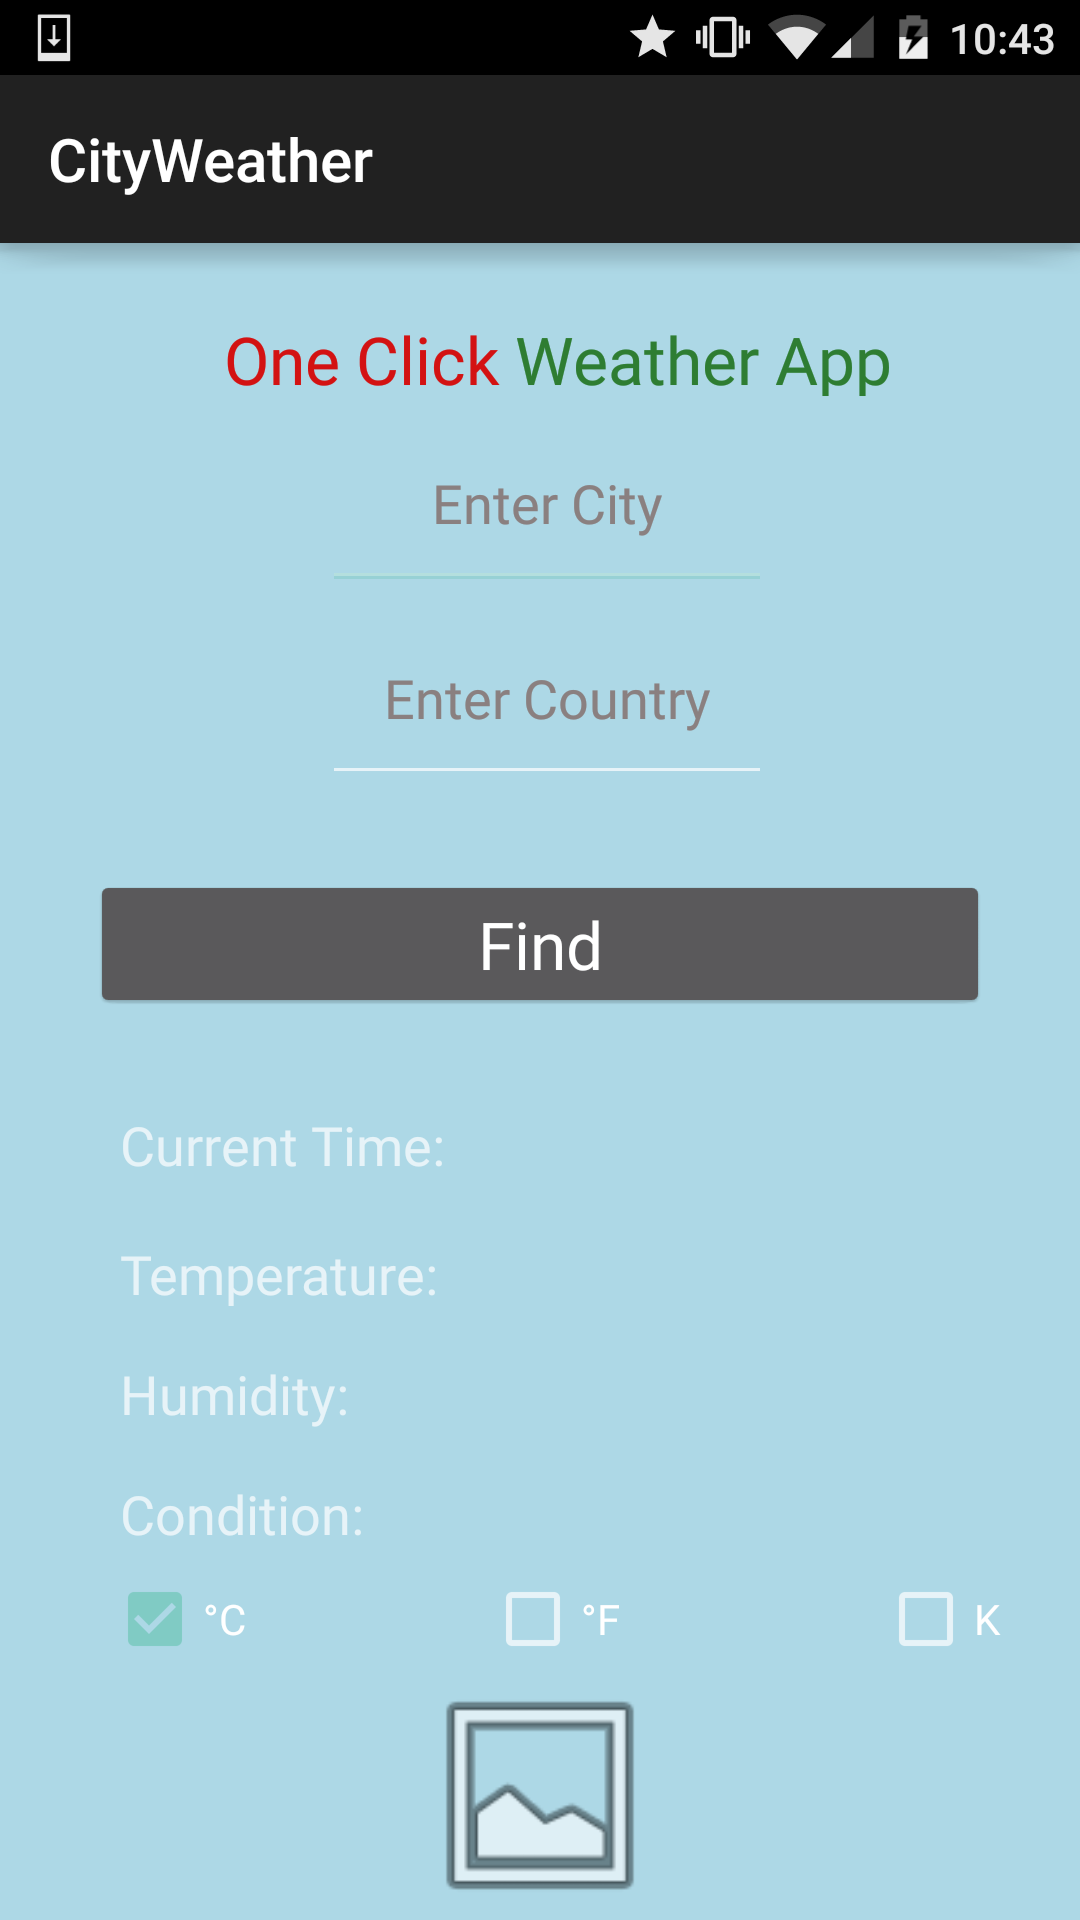 10:43
CityWeather
One Click Weather App
Enter City
Enter Country
Find
Current Time:
Temperature:
Humidity:
Condition:
°C °F K